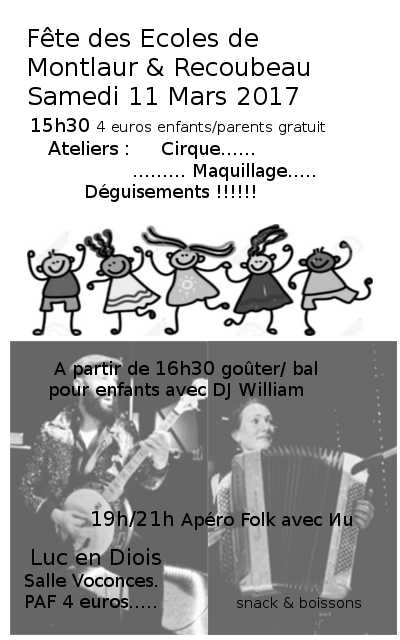 Fête des Ecoles de
Montlaur & Recoubeau
Samedi 11 Mars 2017
15h30 4 euros enfants/parents gratuit
Ateliers : Cirque......
......... Maquillage.....
Déguisements !!!!!!
A partir de 16h30 goûter/ bal
pour enfants avec DJ William
19h/21h Apéro Folk avec Иu
Luc en Diois
Salle Voconces.
PAF 4 euros.....
snack & boissons